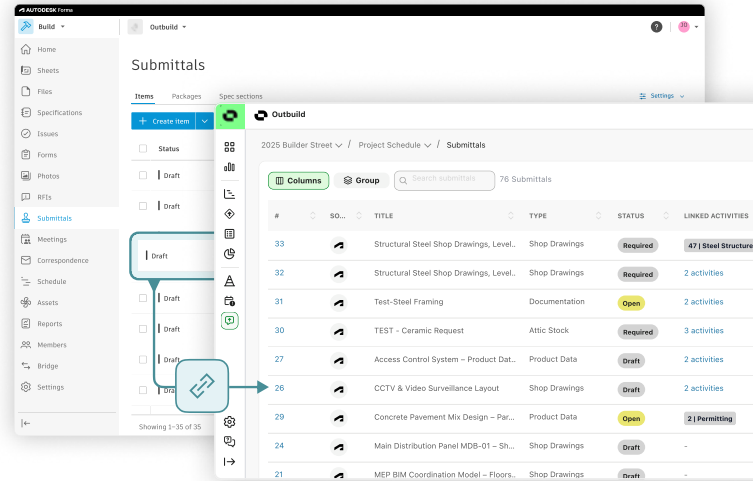 AUTODESK Forma
Build
Outbuild
?
Home
Sheets
Files
Specifications
Issues
Forms
Photos
RFIs
Submittals
Meetings
Correspondence
Schedule
Assets
Reports
Members
Bridge
Settings
Submittals
Items Packages Spec sections
Settings
Create item
Status
Draft
Draft
Draft
Draft
Draft
Draft
Showing 1–35 of 35
Outbuild
2025 Builder Street / Project Schedule / Submittals
Columns Group Search submittals 76 Submittals
# SO... TITLE TYPE STATUS LINKED ACTIVITIES
33 Structural Steel Shop Drawings, Level.. Shop Drawings Required 47 | Steel Structure
32 Structural Steel Shop Drawings, Level.. Shop Drawings Required 2 activities
31 Test-Steel Framing Documentation Open 2 activities
30 TEST - Ceramic Request Attic Stock Required 3 activities
27 Access Control System – Product Dat.. Product Data Draft 2 activities
26 CCTV & Video Surveillance Layout Shop Drawings Draft 2 activities
29 Concrete Pavement Mix Design – Par... Product Data Open 2 | Permitting
24 Main Distribution Panel MDB-01 – Sh... Shop Drawings Draft -
21 MEP BIM Coordination Model – Floors.. Shop Drawings Draft -